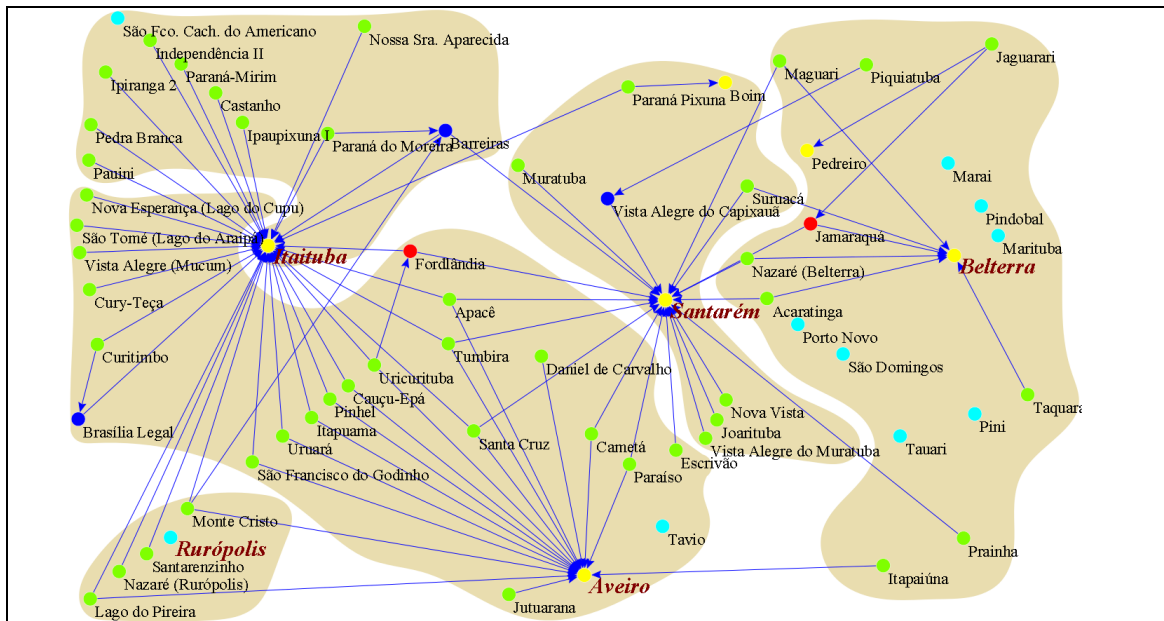 São Fco. Cach. do Americano
Independência II
Nossa Sra. Aparecida
Jaguarari
Paraná-Mirim
Maguari
Piquiatuba
Ipiranga 2
Castanho
Paraná Pixuna
Boim
Pedra Branca
Ipaupixuna I
Paraná do Moreira
Barreiras
Pedreiro
Pauini
Muratuba
Marai
Nova Esperança (Lago do Cupu)
Vista Alegre do Capixauã
Suruacá
Pindobal
São Tomé (Lago do Araipá)
Jamaraquá
Marituba
Itaituba
Fordlândia
Vista Alegre (Mucum)
Nazaré (Belterra)
Belterra
Cury-Teça
Apacê
Santarém
Acaratinga
Porto Novo
Curitimbo
Tumbira
Daniel de Carvalho
São Domingos
Uricurituba
Cauçu-Epá
Pinhel
Nova Vista
Taquara
Brasília Legal
Itapuama
Santa Cruz
Cametá
Joarituba
Pini
Uruará
Vista Alegre do Muratuba
Tauari
São Francisco do Godinho
Paraíso
Escrivão
Monte Cristo
Rurópolis
Tavio
Santarenzinho
Prainha
Nazaré (Rurópolis)
Aveiro
Itapaiúna
Lago do Pireira
Jutuarana